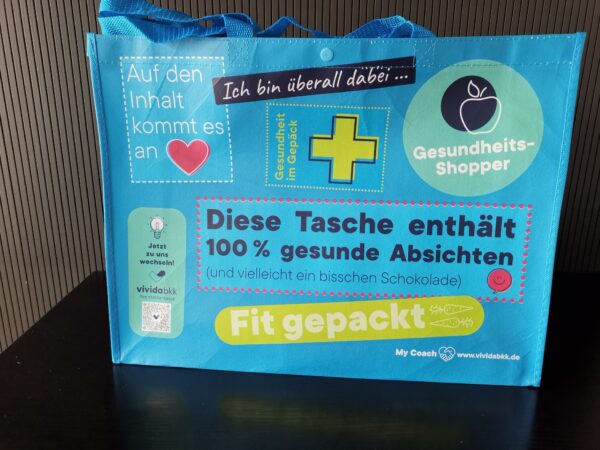 Auf den
Inhalt
kommt es
an
Ich bin überall dabei ...
Gesundheit
im Gepäck
Gesundheits-
Shopper
Diese Tasche enthält
100 % gesunde Absichten
(und vielleicht ein bisschen Schokolade)
Jetzt
zu uns
wechseln!
vividabkk
Ihre Krankenkasse
Fit gepackt
My Coach
www.vividabkk.de